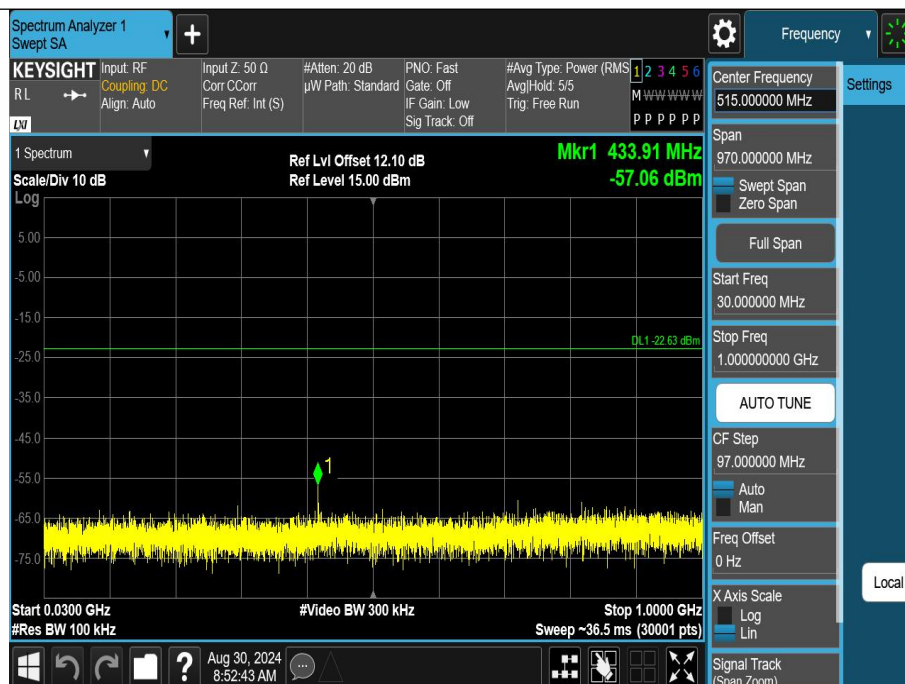 Spectrum Analyzer 1
Swept SA
Frequency
KEYSIGHT
RL
LXI
Input: RF
Coupling: DC
Align: Auto
Input Z: 50 Ω
Corr CCorr
Freq Ref: Int (S)
#Atten: 20 dB
µW Path: Standard
PNO: Fast
Gate: Off
IF Gain: Low
Sig Track: Off
#Avg Type: Power (RMS
Avg|Hold: 5/5
Trig: Free Run
1 2 3 4 5 6
M W W W W W
P P P P P P
1 Spectrum
Scale/Div 10 dB
Ref Lvl Offset 12.10 dB
Ref Level 15.00 dBm
Mkr1 433.91 MHz
-57.06 dBm
Log
5.00
-5.00
-15.0
DL1 -22.63 dBm
-25.0
-35.0
-45.0
1
-55.0
-65.0
-75.0
Start 0.0300 GHz
#Video BW 300 kHz
Stop 1.0000 GHz
#Res BW 100 kHz
Sweep ~36.5 ms (30001 pts)
?
Aug 30, 2024
8:52:43 AM
Center Frequency
515.000000 MHz
Settings
Span
970.000000 MHz
Swept Span
Zero Span
Full Span
Start Freq
30.000000 MHz
Stop Freq
1.000000000 GHz
AUTO TUNE
CF Step
97.000000 MHz
Auto
Man
Freq Offset
0 Hz
Local
X Axis Scale
Log
Lin
Signal Track
(Span Zoom)